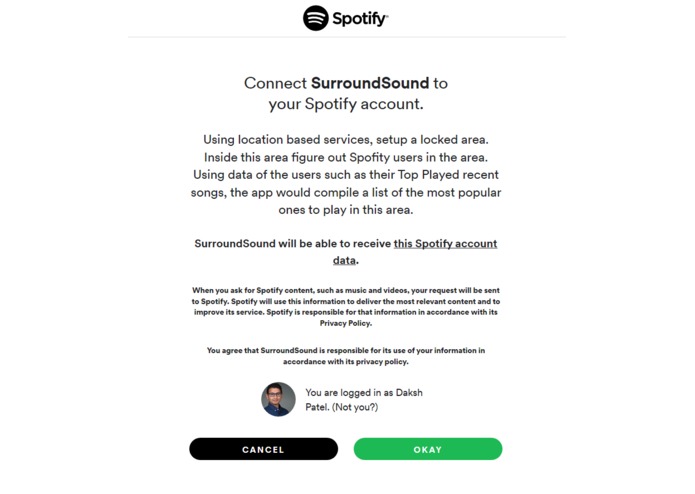 Spotify
Connect SurroundSound to
your Spotify account.
Using location based services, setup a locked area.
Inside this area figure out Spofity users in the area.
Using data of the users such as their Top Played recent
songs, the app would compile a list of the most popular
ones to play in this area.
SurroundSound will be able to receive this Spotify account
data.
When you ask for Spotify content, such as music and videos, your request will be sent
to Spotify. Spotify will use this information to deliver the most relevant content and to
improve its service. Spotify is responsible for that information in accordance with its
Privacy Policy.
You agree that SurroundSound is responsible for its use of your information in
accordance with its privacy policy.
You are logged in as Daksh
Patel. (Not you?)
CANCEL
OKAY